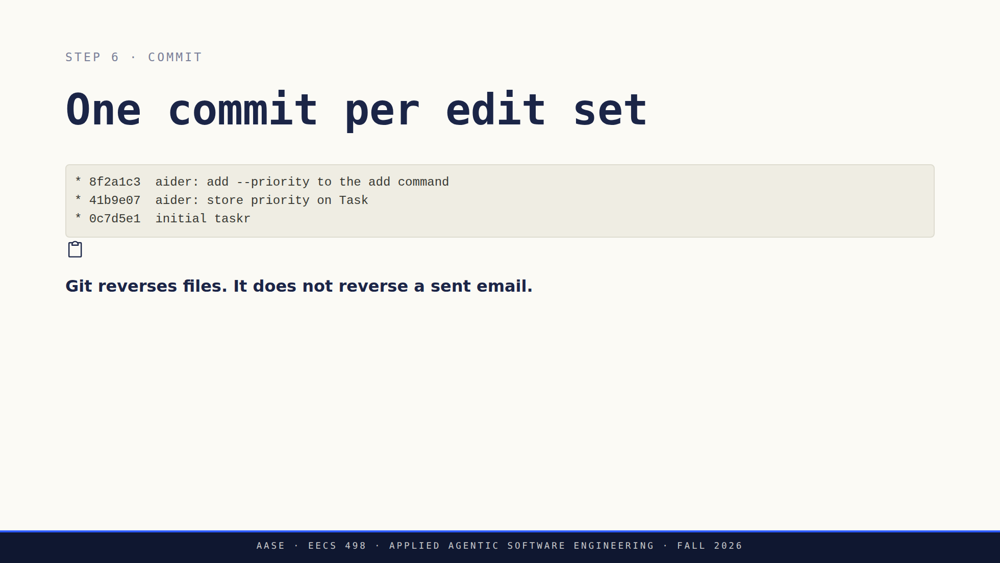 STEP 6 · COMMIT
One commit per edit set
* 8f2a1c3  aider: add --priority to the add command
* 41b9e07  aider: store priority on Task
* 0c7d5e1  initial taskr
Git reverses files. It does not reverse a sent email.
AASE · EECS 498 · APPLIED AGENTIC SOFTWARE ENGINEERING · FALL 2026